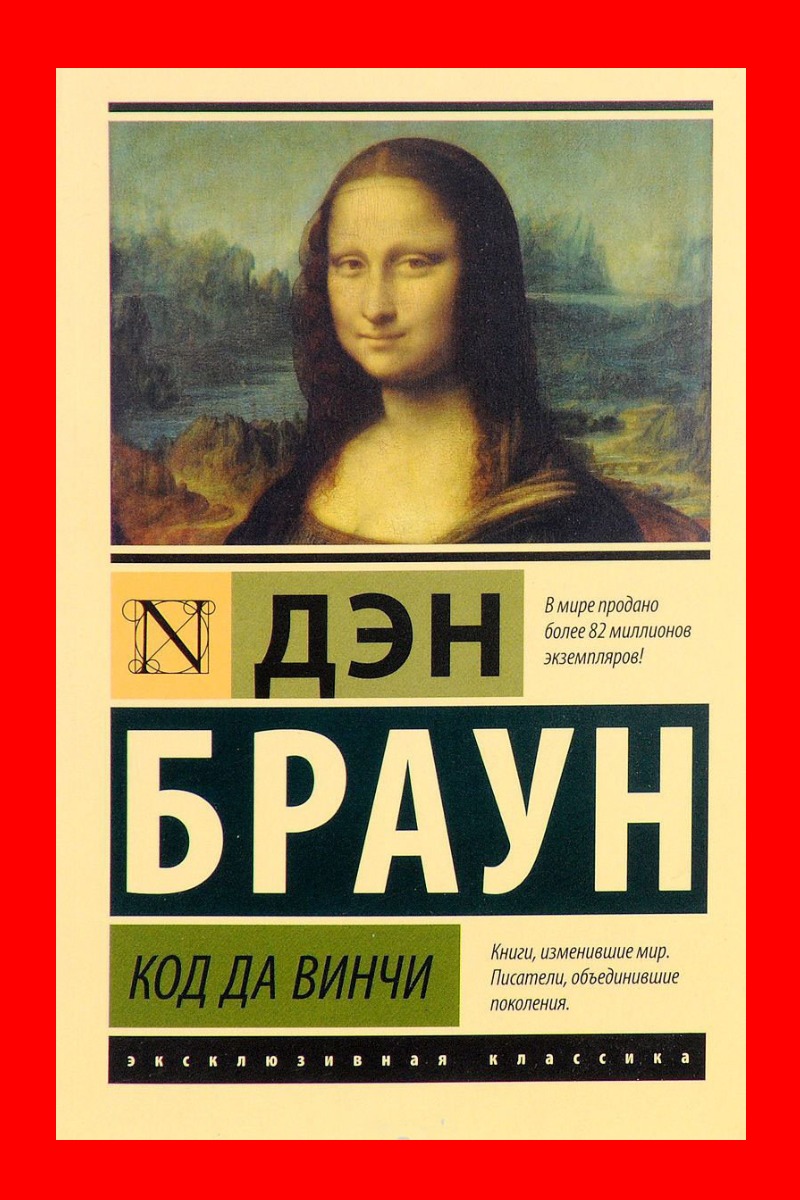 N
ДЭН
В мире продано
более 82 миллионов
экземпляров!
БРАУН
КОД ДА ВИНЧИ
Книги, изменившие мир.
Писатели, объединившие
поколения.
эксклюзивная классика